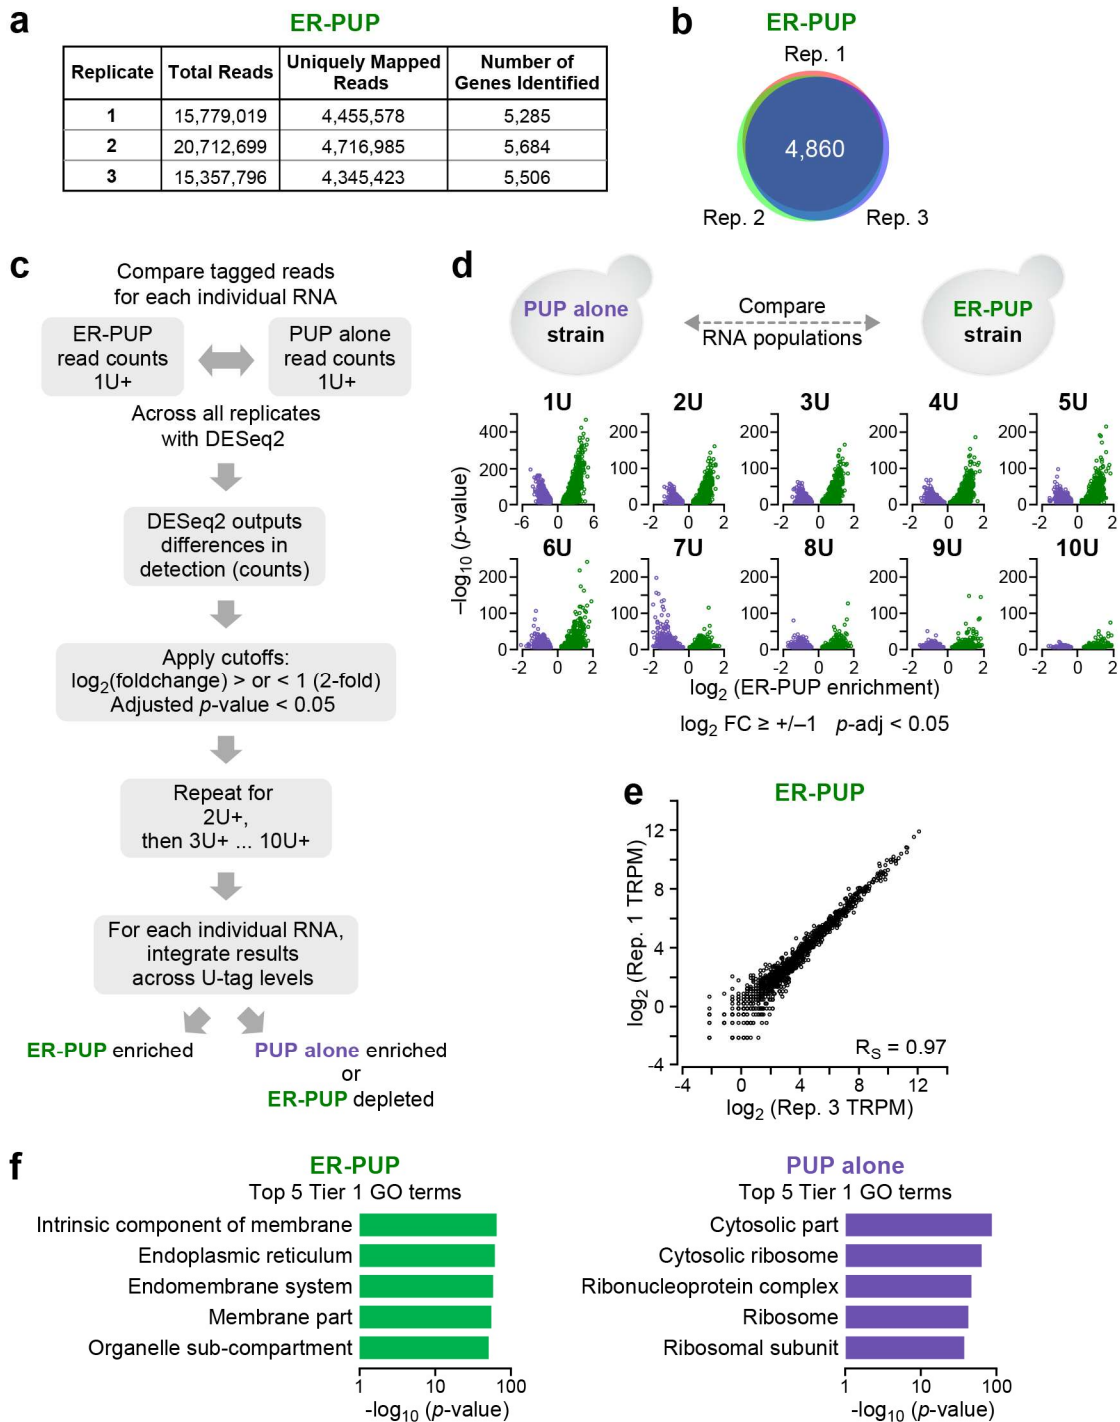 a
ER-PUP
Replicate Total Reads Uniquely Mapped Reads Number of Genes Identified
1 15,779,019 4,455,578 5,285
2 20,712,699 4,716,985 5,684
3 15,357,796 4,345,423 5,506
b
ER-PUP
Rep. 1
4,860
Rep. 2 Rep. 3
c
Compare tagged reads
for each individual RNA
ER-PUP
read counts
1U+
PUP alone
read counts
1U+
Across all replicates
with DESeq2
DESeq2 outputs
differences in
detection (counts)
Apply cutoffs:
log2(foldchange) > or < 1 (2-fold)
Adjusted p-value < 0.05
Repeat for
2U+,
then 3U+ ... 10U+
For each individual RNA,
integrate results
across U-tag levels
ER-PUP enriched
PUP alone enriched
or
ER-PUP depleted
d
PUP alone
strain
Compare
RNA populations
ER-PUP
strain
1U 2U 3U 4U 5U
400 200 200 200 200
200 100 100 100 100
0 0 0 0 0
-6 0 6 -2 0 2 -2 0 2 -2 0 2 -2 0 2
6U 7U 8U 9U 10U
200 200 200 200 200
100 100 100 100 100
0 0 0 0 0
-2 0 2 -2 0 2 -2 0 2 -2 0 2 -2 0 2
–log10 (p-value)
log2 (ER-PUP enrichment)
log2 FC ≥ +/–1 p-adj < 0.05
e
ER-PUP
12
8
4
0
-4
log2 (Rep. 1 TRPM)
RS = 0.97
-4 0 4 8 12
log2 (Rep. 3 TRPM)
f
ER-PUP
Top 5 Tier 1 GO terms
Intrinsic component of membrane
Endoplasmic reticulum
Endomembrane system
Membrane part
Organelle sub-compartment
1 10 100
-log10 (p-value)
PUP alone
Top 5 Tier 1 GO terms
Cytosolic part
Cytosolic ribosome
Ribonucleoprotein complex
Ribosome
Ribosomal subunit
1 10 100
-log10 (p-value)